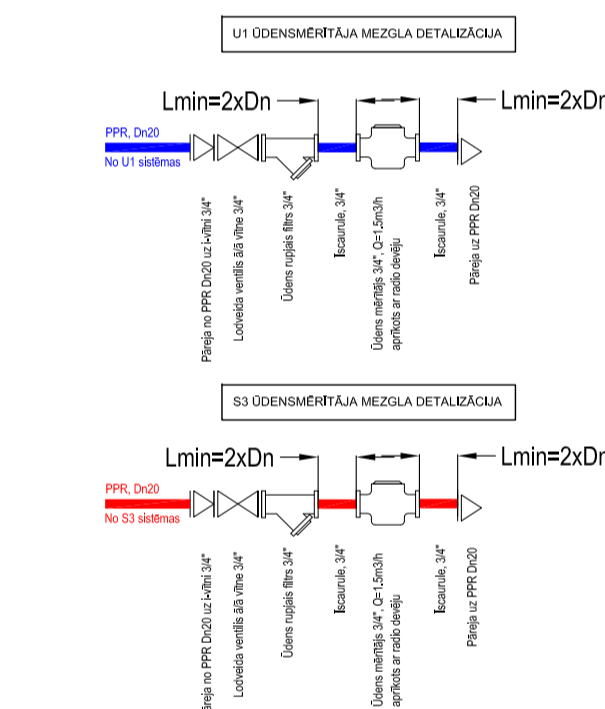 U1 ŪDENSMĒRĪTĀJA MEZGLA DETALIZĀCIJA
Lmin=2xDn
Lmin=2xDn
PPR, Dn20
No U1 sistēmas
Pāreja no PPR Dn20 uz i-vītni 3/4"
Lodveida ventilis ā/ā vītne 3/4"
Ūdens rupjais filtrs 3/4"
Īscaurule, 3/4"
Ūdens mērītājs 3/4", Q=1.5m3/h
aprīkots ar radio devēju
Īscaurule, 3/4"
Pāreja uz PPR Dn20
S3 ŪDENSMĒRĪTĀJA MEZGLA DETALIZĀCIJA
Lmin=2xDn
Lmin=2xDn
PPR, Dn20
No S3 sistēmas
Pāreja no PPR Dn20 uz i-vītni 3/4"
Lodveida ventilis ā/ā vītne 3/4"
Ūdens rupjais filtrs 3/4"
Īscaurule, 3/4"
Ūdens mērītājs 3/4", Q=1.5m3/h
aprīkots ar radio devēju
Īscaurule, 3/4"
Pāreja uz PPR Dn20